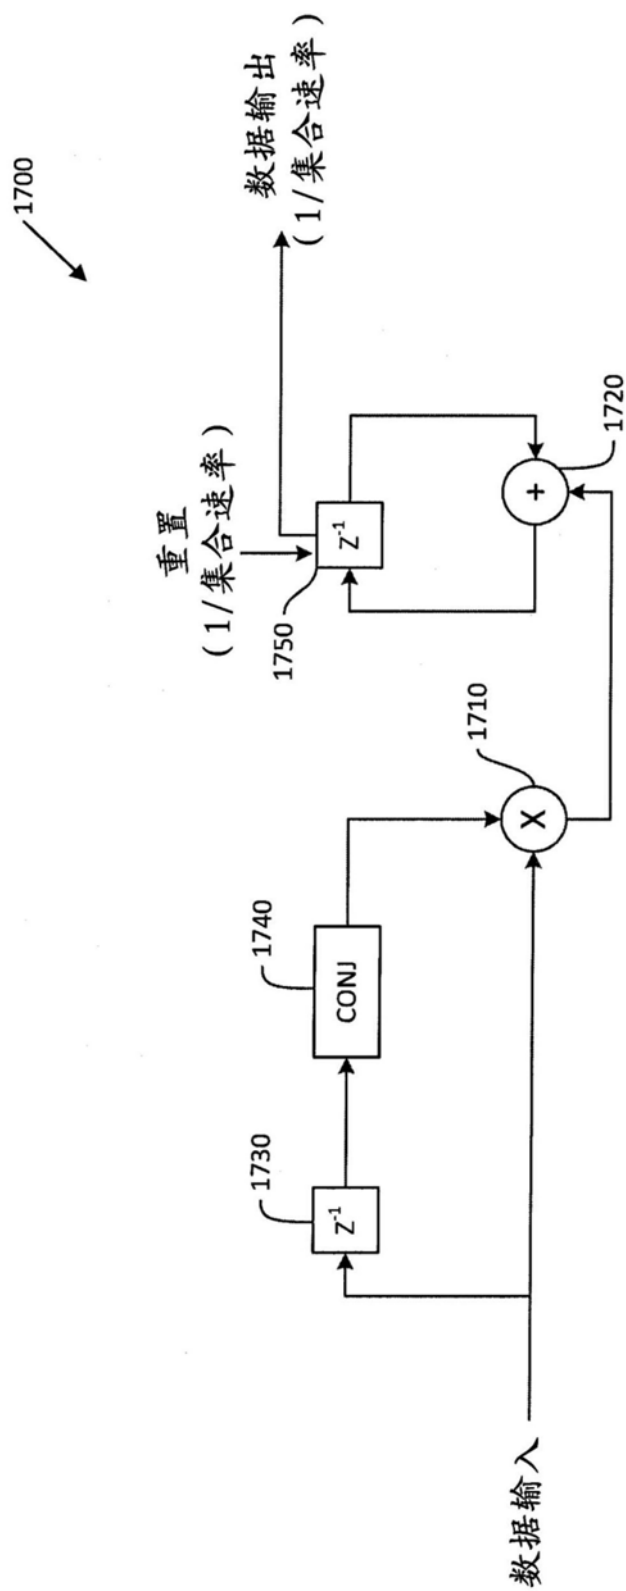 1700
数据输出
(1/集合速率)
重置
(1/集合速率)
1750
Z⁻¹
+
1720
1740
CONJ
1710
X
1730
Z⁻¹
数据输入